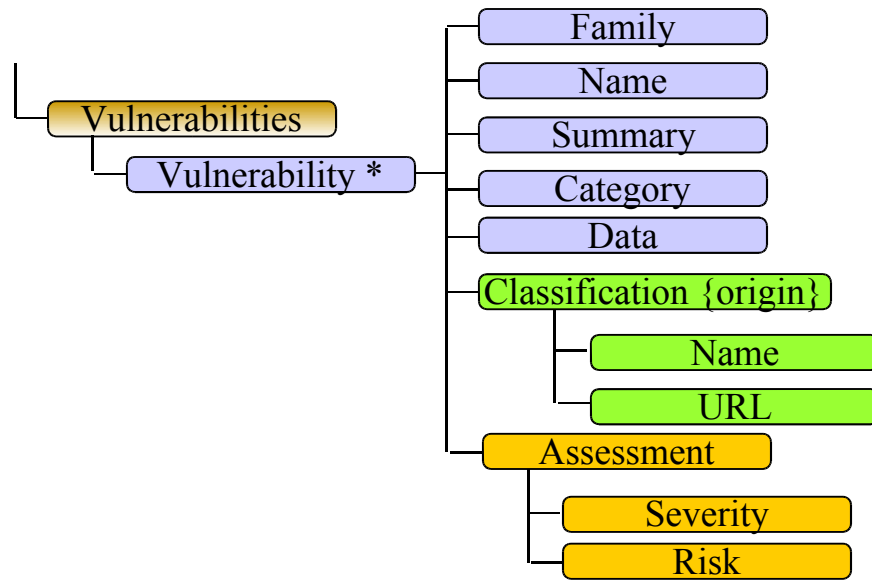 Family
Name
Vulnerabilities
Summary
Vulnerability *
Category
Data
Classification {origin}
Name
URL
Assessment
Severity
Risk